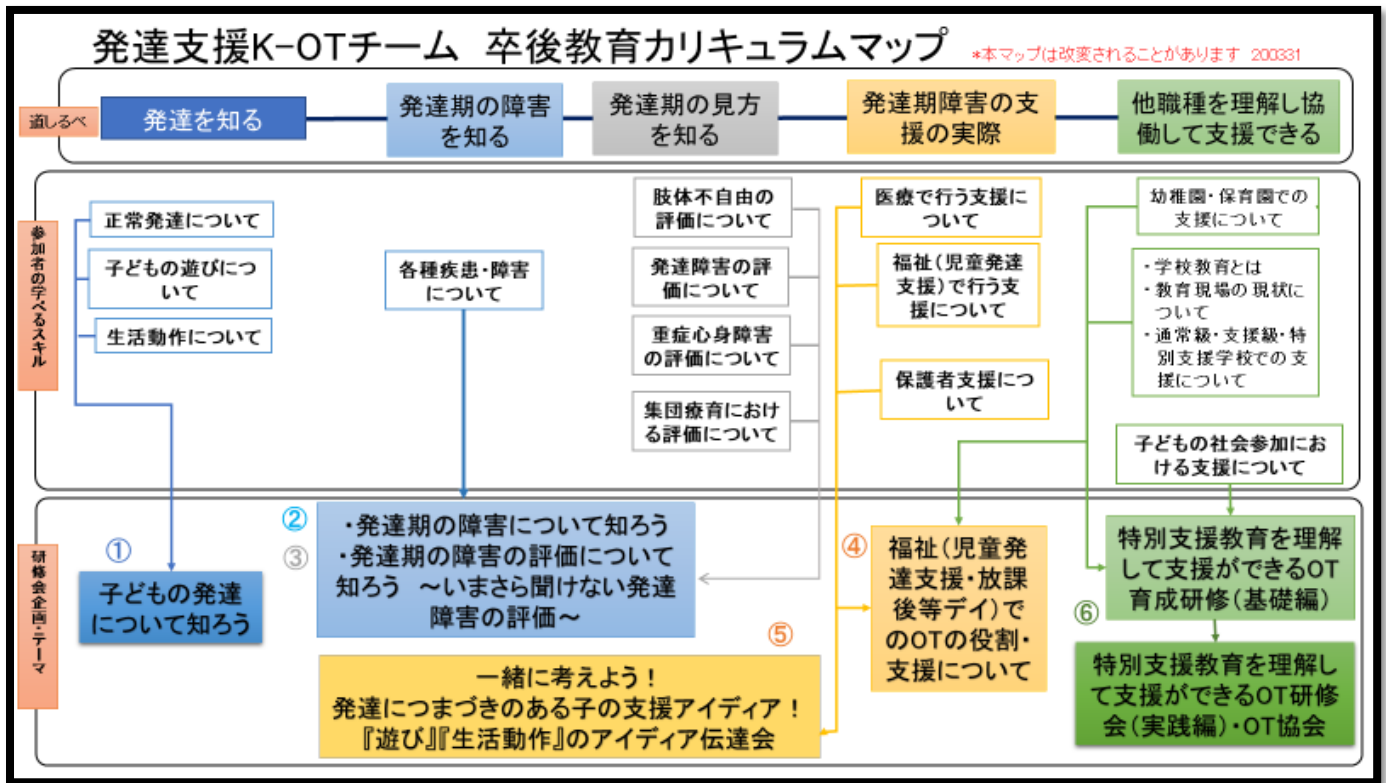 発達支援K-OTチーム 卒後教育カリキュラムマップ
*本マップは改変されることがあります 200331
道しるべ
発達を知る
発達期の障害
を知る
発達期の見方
を知る
発達期障害の支
援の実際
他職種を理解し協
働して支援できる
参加者の学べるスキル
正常発達について
子どもの遊びにつ
いて
生活動作について
各種疾患・障害
について
肢体不自由の
評価について
発達障害の評
価について
重症心身障害
の評価について
集団療育におけ
る評価について
医療で行う支援に
ついて
福祉(児童発達
支援)で行う支
援について
保護者支援につ
いて
幼稚園・保育園での
支援について
・学校教育とは
・教育現場の現状に
ついて
・通常級・支援級・特
別支援学校での支
援について
子どもの社会参加にお
ける支援について
研修会企画・テーマ
①
子どもの発達
について知ろう
②
③
・発達期の障害について知ろう
・発達期の障害の評価について
知ろう ~いまさら聞けない発達
障害の評価~
⑤
一緒に考えよう!
発達につまづきのある子の支援アイディア!
『遊び』『生活動作』のアイディア伝達会
④
福祉(児童発
達支援・放課
後等デイ)で
のOTの役割・
支援について
⑥
特別支援教育を理解
して支援ができるOT
育成研修(基礎編)
特別支援教育を理解し
て支援ができるOT研修
会(実践編)・OT協会